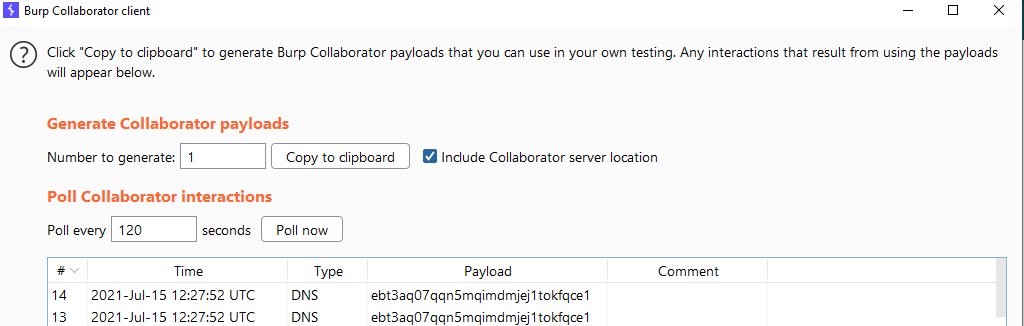 Burp Collaborator client
Click "Copy to clipboard" to generate Burp Collaborator payloads that you can use in your own testing. Any interactions that result from using the payloads
will appear below.
Generate Collaborator payloads
Number to generate: 1 Copy to clipboard Include Collaborator server location
Poll Collaborator interactions
Poll every 120 seconds Poll now
# Time Type Payload Comment
14 2021-Jul-15 12:27:52 UTC DNS ebt3aq07qqn5mqimdmjej1tokfqce1
13 2021-Jul-15 12:27:52 UTC DNS ebt3aq07qqn5mqimdmjej1tokfqce1